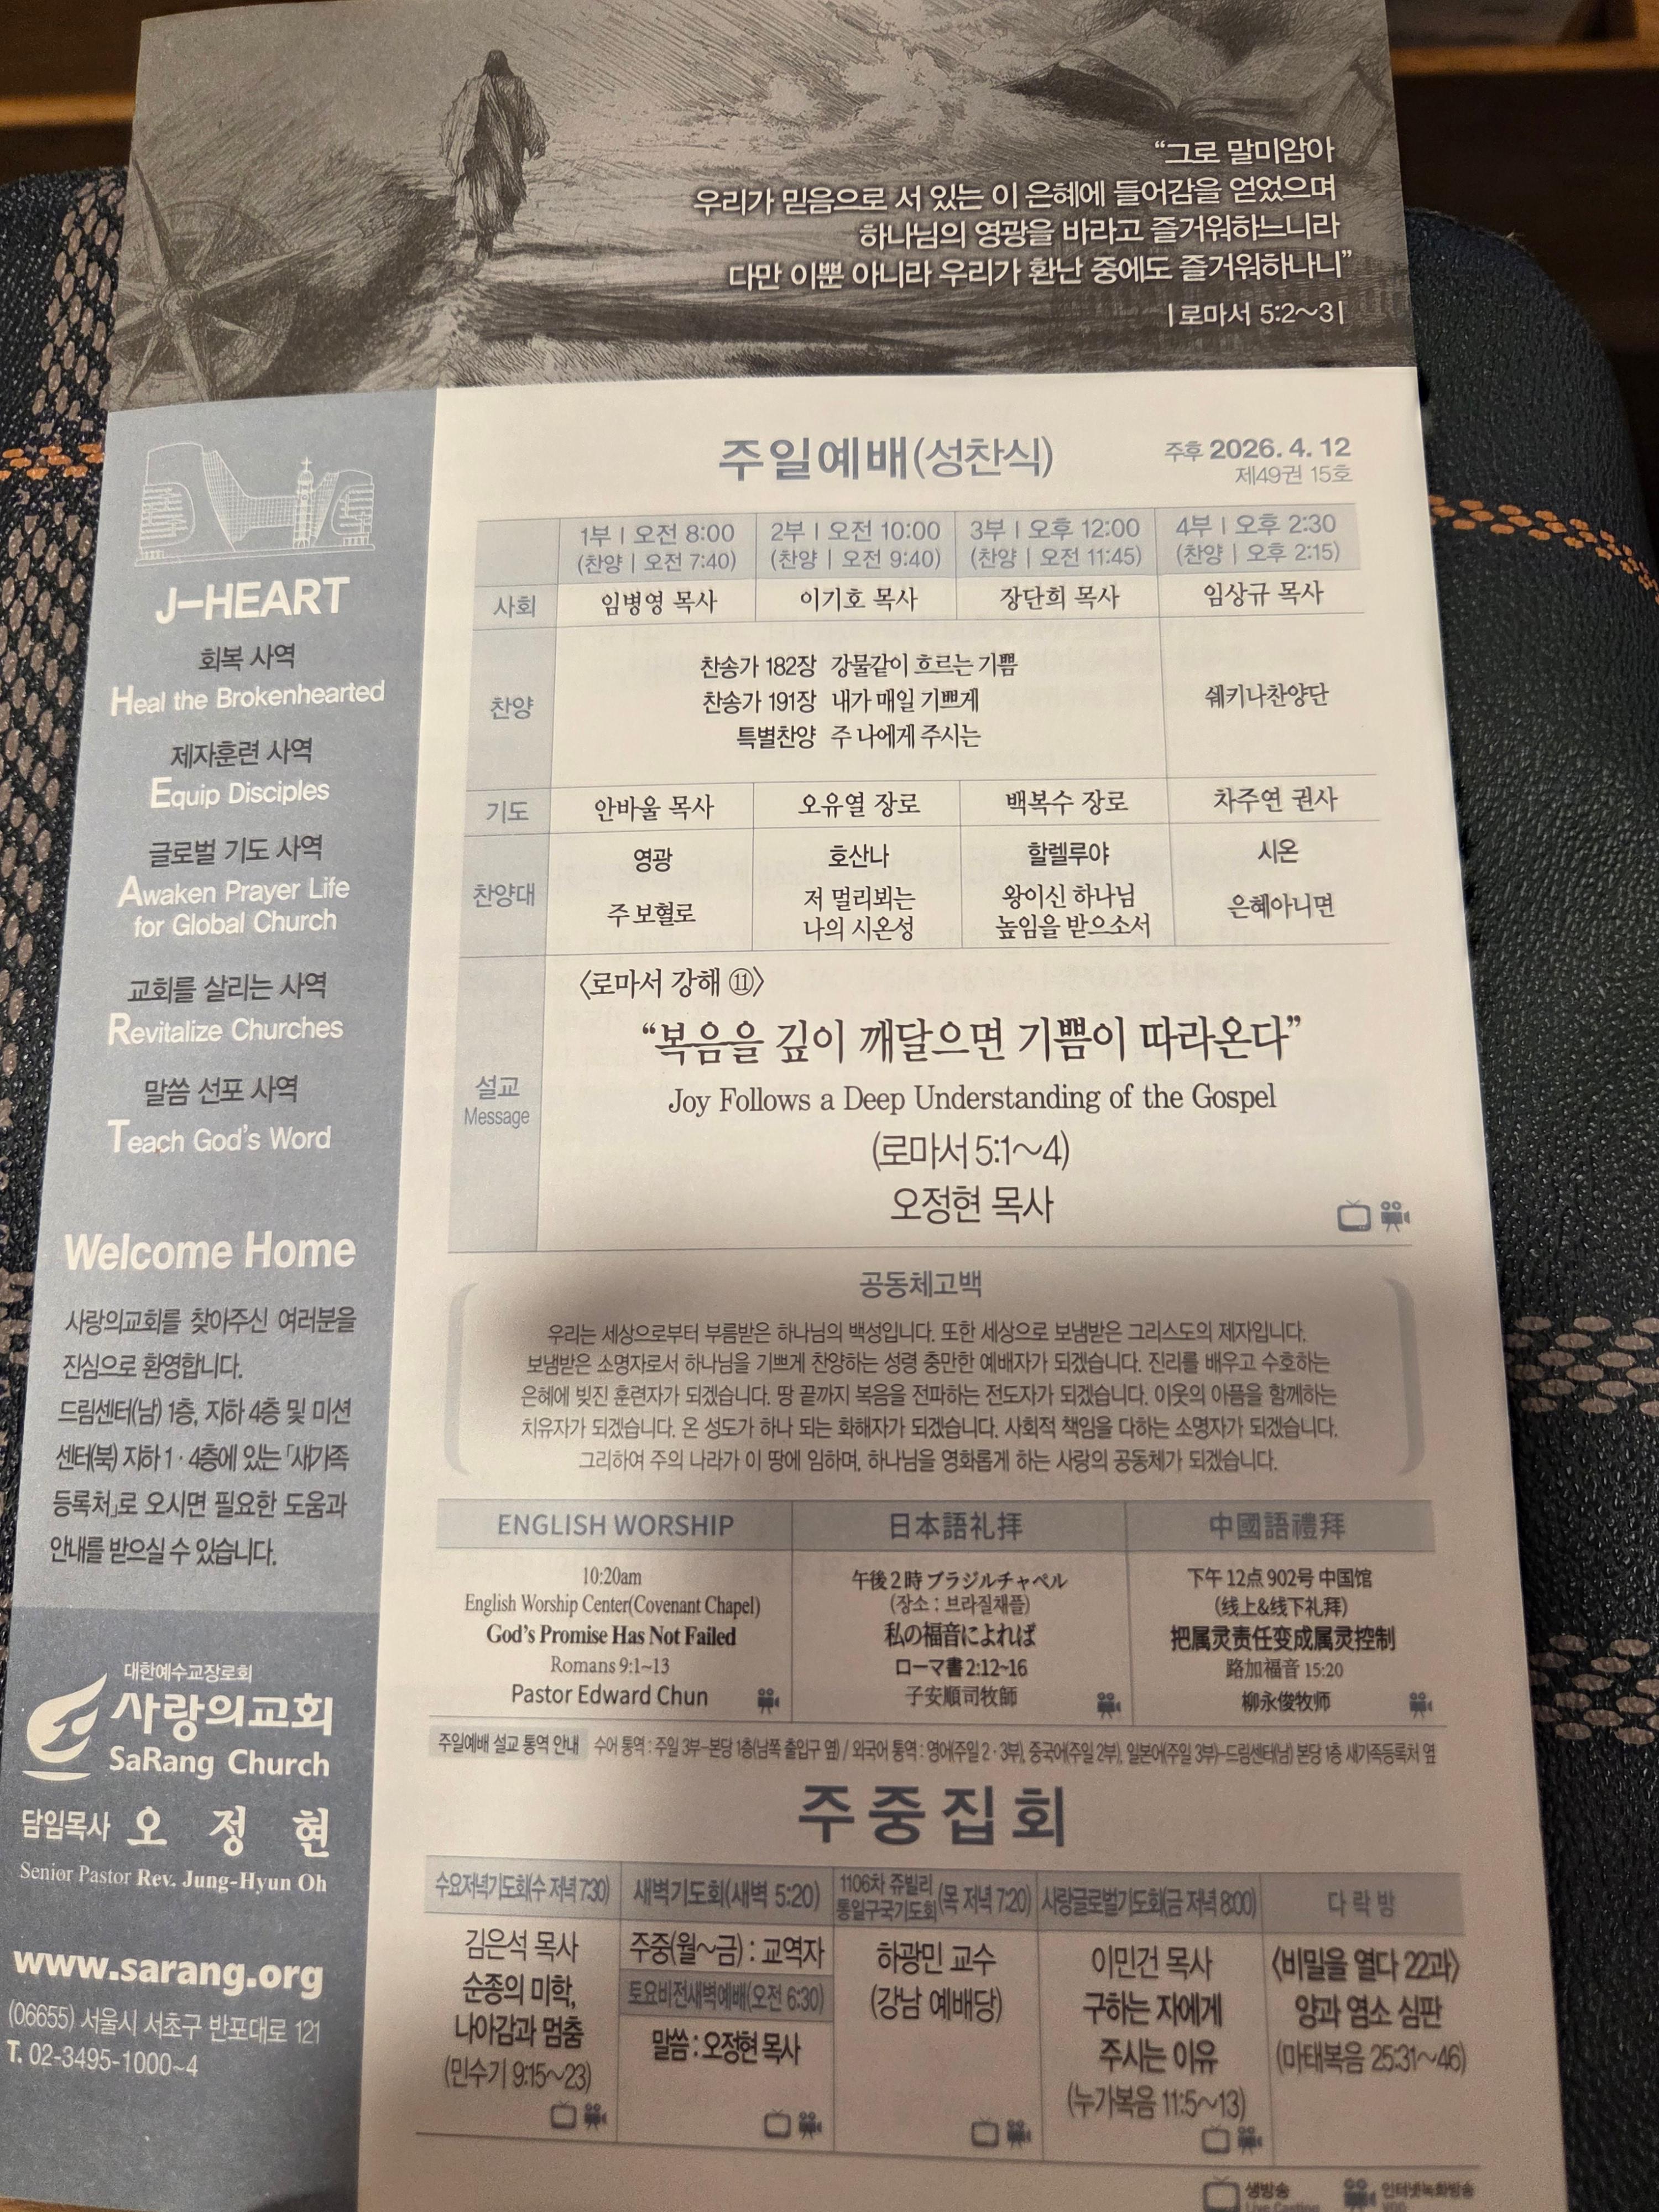 “그로 말미암아
우리가 믿음으로 서 있는 이 은혜에 들어감을 얻었으며
하나님의 영광을 바라고 즐거워하느니라
다만 이뿐 아니라 우리가 환난 중에도 즐거워하나니”
| 로마서 5:2~3 |
J-HEART
회복 사역
Heal the Brokenhearted
제자훈련 사역
Equip Disciples
글로벌 기도 사역
Awaken Prayer Life
for Global Church
교회를 살리는 사역
Revitalize Churches
말씀 선포 사역
Teach God's Word
Welcome Home
사랑의교회를 찾아주신 여러분을
진심으로 환영합니다.
드림센터(남) 1층, 지하 4층 및 미션
센터(북) 지하 1 · 4층에 있는 「새가족
등록처」로 오시면 필요한 도움과
안내를 받으실 수 있습니다.
대한예수교장로회
사랑의교회
SaRang Church
담임목사 오 정 현
Senior Pastor Rev. Jung-Hyun Oh
www.sarang.org
(06655) 서울시 서초구 반포대로 121
T. 02-3495-1000~4
주일예배(성찬식)
주후 2026. 4. 12
제49권 15호
1부 | 오전 8:00 2부 | 오전 10:00 3부 | 오후 12:00 4부 | 오후 2:30
(찬양 | 오전 7:40) (찬양 | 오전 9:40) (찬양 | 오전 11:45) (찬양 | 오후 2:15)
사회 임병영 목사 이기호 목사 장단희 목사 임상규 목사
찬양
찬송가 182장 강물같이 흐르는 기쁨
찬송가 191장 내가 매일 기쁘게
특별찬양 주 나에게 주시는
쉐키나찬양단
기도 안바울 목사 오유열 장로 백복수 장로 차주연 권사
찬양대
영광 호산나 할렐루야 시온
주 보혈로
저 멀리뵈는
나의 시온성
왕이신 하나님
높임을 받으소서
은혜아니면
설교
Message
〈로마서 강해 ⑪〉
“복음을 깊이 깨달으면 기쁨이 따라온다”
Joy Follows a Deep Understanding of the Gospel
(로마서 5:1~4)
오정현 목사
공동체고백
우리는 세상으로부터 부름받은 하나님의 백성입니다. 또한 세상으로 보냄받은 그리스도의 제자입니다.
보냄받은 소명자로서 하나님을 기쁘게 찬양하는 성령 충만한 예배자가 되겠습니다. 진리를 배우고 수호하는
은혜에 빚진 훈련자가 되겠습니다. 땅 끝까지 복음을 전파하는 전도자가 되겠습니다. 이웃의 아픔을 함께하는
치유자가 되겠습니다. 온 성도가 하나 되는 화해자가 되겠습니다. 사회적 책임을 다하는 소명자가 되겠습니다.
그리하여 주의 나라가 이 땅에 임하며, 하나님을 영화롭게 하는 사랑의 공동체가 되겠습니다.
ENGLISH WORSHIP
10:20am
English Worship Center(Covenant Chapel)
God's Promise Has Not Failed
Romans 9:1~13
Pastor Edward Chun
日本語礼拝
午後2時 ブラジルチャペル
(장소 : 브라질채플)
私の福音によれば
ローマ書 2:12~16
子安順司牧師
中國語禮拜
下午 12点 902号 中国馆
(线上&线下礼拜)
把属灵责任变成属灵控制
路加福音 15:20
柳永俊牧师
주일예배 설교 통역 안내 수어 통역 : 주일 3부-본당 1층(남쪽 출입구 옆) / 외국어 통역 : 영어(주일 2 · 3부), 중국어(주일 2부), 일본어(주일 3부)-드림센터(남) 본당 1층 새가족등록처 옆
주중집회
수요저녁기도회(수 저녁 7:30)
김은석 목사
순종의 미학,
나아감과 멈춤
(민수기 9:15~23)
새벽기도회(새벽 5:20)
주중(월~금) : 교역자
토요비전새벽예배(오전 6:30)
말씀 : 오정현 목사
1106차 쥬빌리
통일구국기도회(목 저녁 7:20)
하광민 교수
(강남 예배당)
사랑글로벌기도회(금 저녁 8:00)
이민건 목사
구하는 자에게
주시는 이유
(누가복음 11:5~13)
다락방
〈비밀을 열다 22과〉
양과 염소 심판
(마태복음 25:31~46)
생방송
Live Casting
인터넷녹화방송
VOD